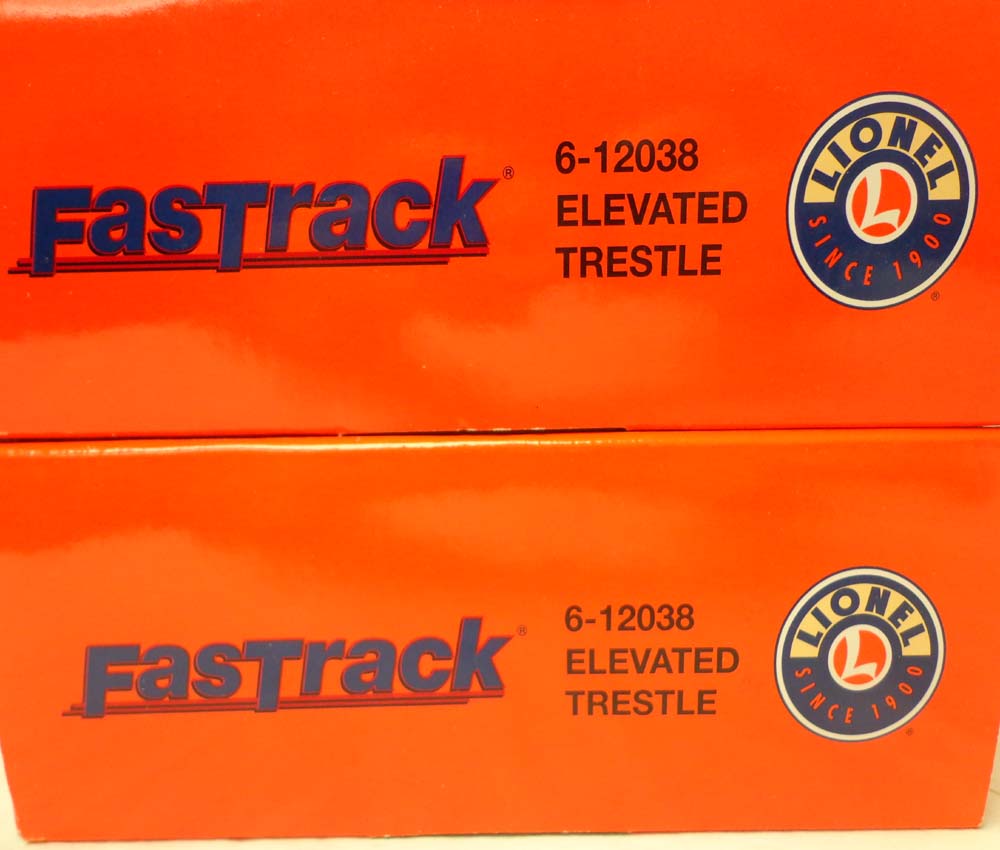 FasTrack®
6-12038
ELEVATED
TRESTLE
LIONEL
L
SINCE 1900
®
FasTrack®
6-12038
ELEVATED
TRESTLE
LIONEL
L
SINCE 1900
®